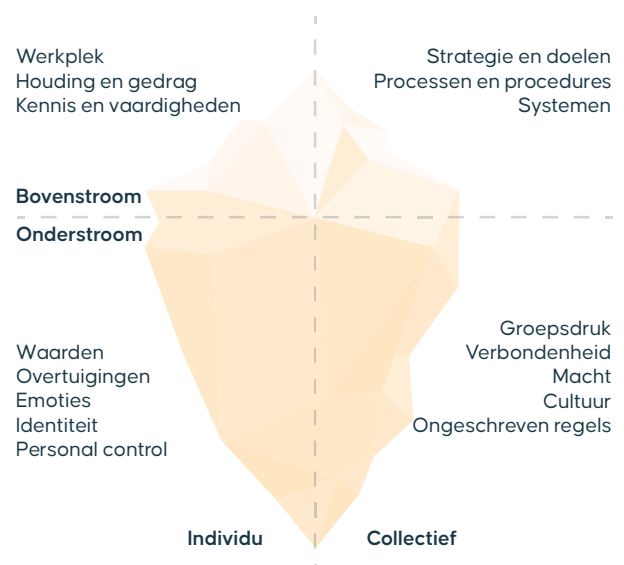 Werkplek
Houding en gedrag
Kennis en vaardigheden
Strategie en doelen
Processen en procedures
Systemen
Bovenstroom
Onderstroom
Waarden
Overtuigingen
Emoties
Identiteit
Personal control
Groepsdruk
Verbondenheid
Macht
Cultuur
Ongeschreven regels
Individu
Collectief